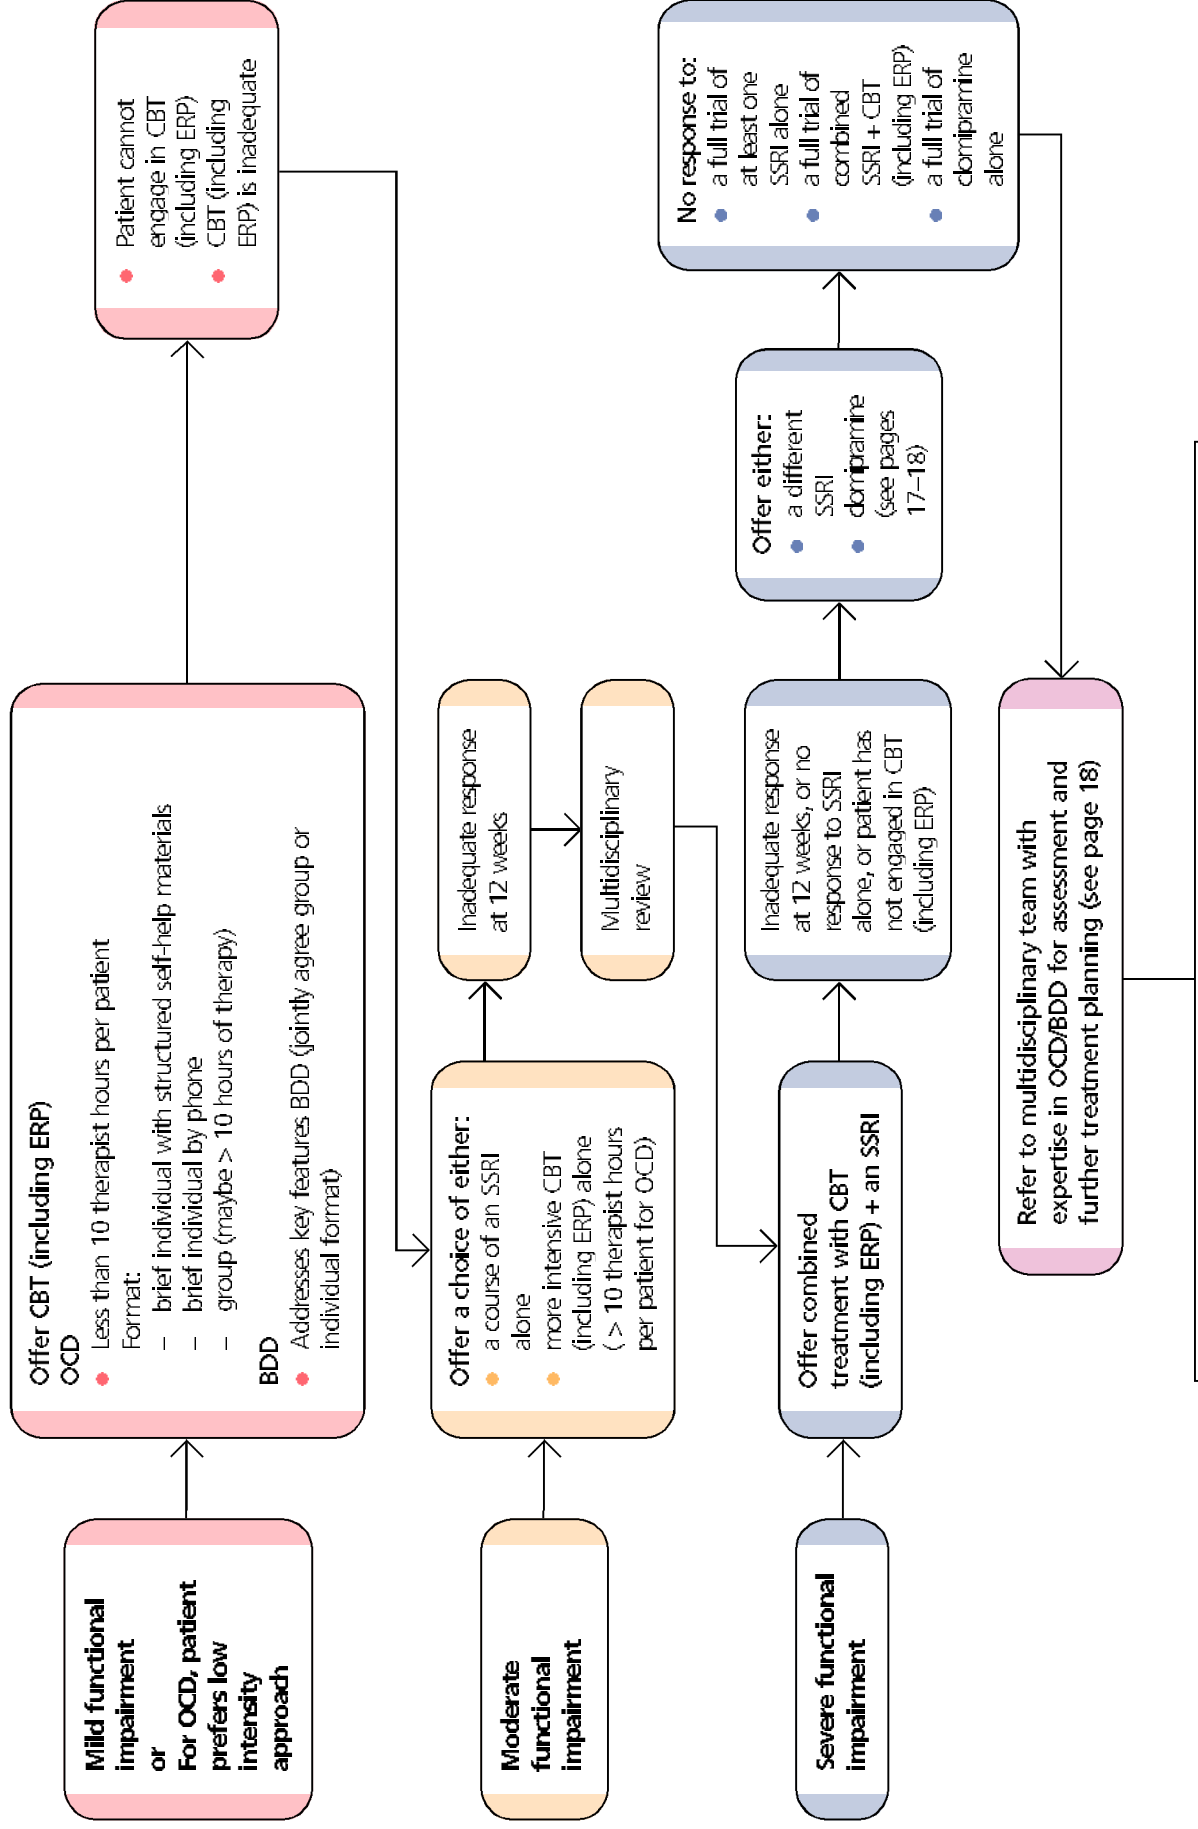 Mild functional
impairment
or
For OCD, patient
prefers low
intensity
approach
Offer CBT (including ERP)
OCD
● Less than 10 therapist hours per patient
Format:
– brief individual with structured self-help materials
– brief individual by phone
– group (maybe > 10 hours of therapy)
BDD
● Addresses key features BDD (jointly agree group or
individual format)
● Patient cannot
engage in CBT
(including ERP)
● CBT (including
ERP) is inadequate
Moderate
functional
impairment
Offer a choice of either:
● a course of an SSRI
alone
● more intensive CBT
(including ERP) alone
( > 10 therapist hours
per patient for OCD)
Inadequate response
at 12 weeks
Multidisciplinary
review
Severe functional
impairment
Offer combined
treatment with CBT
(including ERP) + an SSRI
Inadequate response
at 12 weeks, or no
response to SSRI
alone, or patient has
not engaged in CBT
(including ERP)
Offer either:
● a different
SSRI
● clomipramine
(see pages
17–18)
No response to:
● a full trial of
at least one
SSRI alone
● a full trial of
combined
SSRI + CBT
(including ERP)
● a full trial of
clomipramine
alone
Refer to multidisciplinary team with
expertise in OCD/BDD for assessment and
further treatment planning (see page 18)